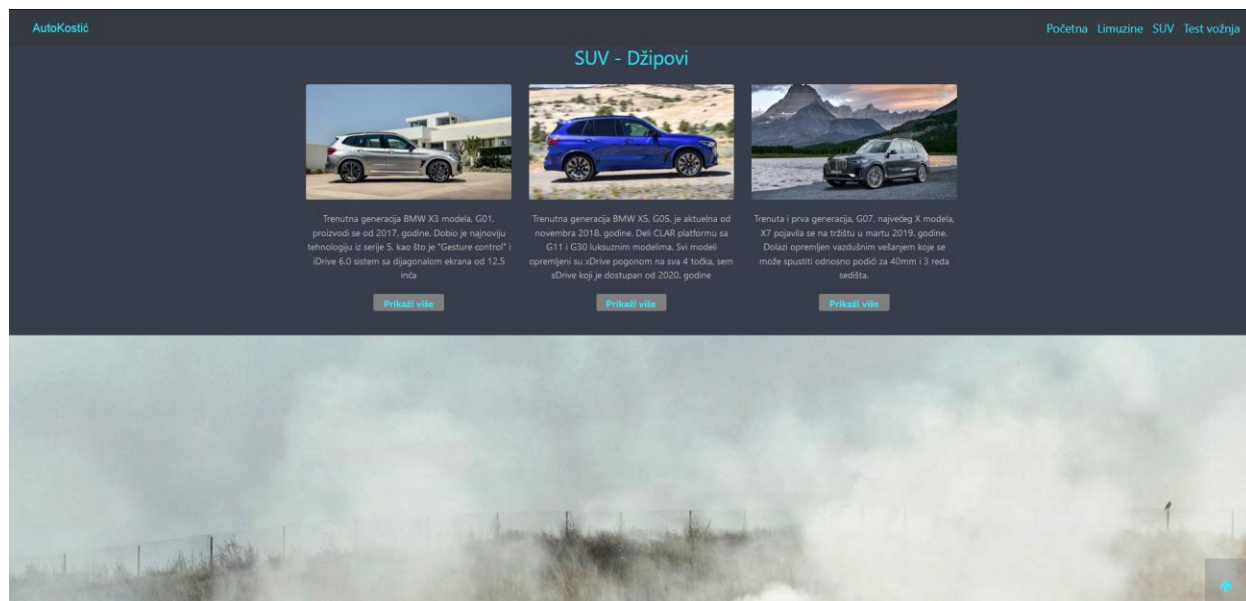 AutoKostić
Početna Limuzine SUV Test vožnja
SUV - Džipovi
Trenutna generacija BMW X3 modela, G01,
proizvodi se od 2017. godine. Dobio je najnoviju
tehnologiju iz serije 5, kao što je "Gesture control" i
iDrive 6.0 sistem sa dijagonalom ekrana od 12.5
inča
Prikaži više
Trenutna generacija BMW X5, G05, je aktuelna od
novembra 2018. godine. Deli CLAR platformu sa
G11 i G30 luksuznim modelima. Svi modeli
opremljeni su xDrive pogonom na sva 4 točka, sem
sDrive koji je dostupan od 2020. godine
Prikaži više
Trenuta i prva generacija, G07, najvećeg X modela,
X7 pojavila se na tržištu u martu 2019. godine.
Dolazi opremljen vazdušnim vešanjem koje se
može spustiti odnosno podići za 40mm i 3 reda
sedišta.
Prikaži više